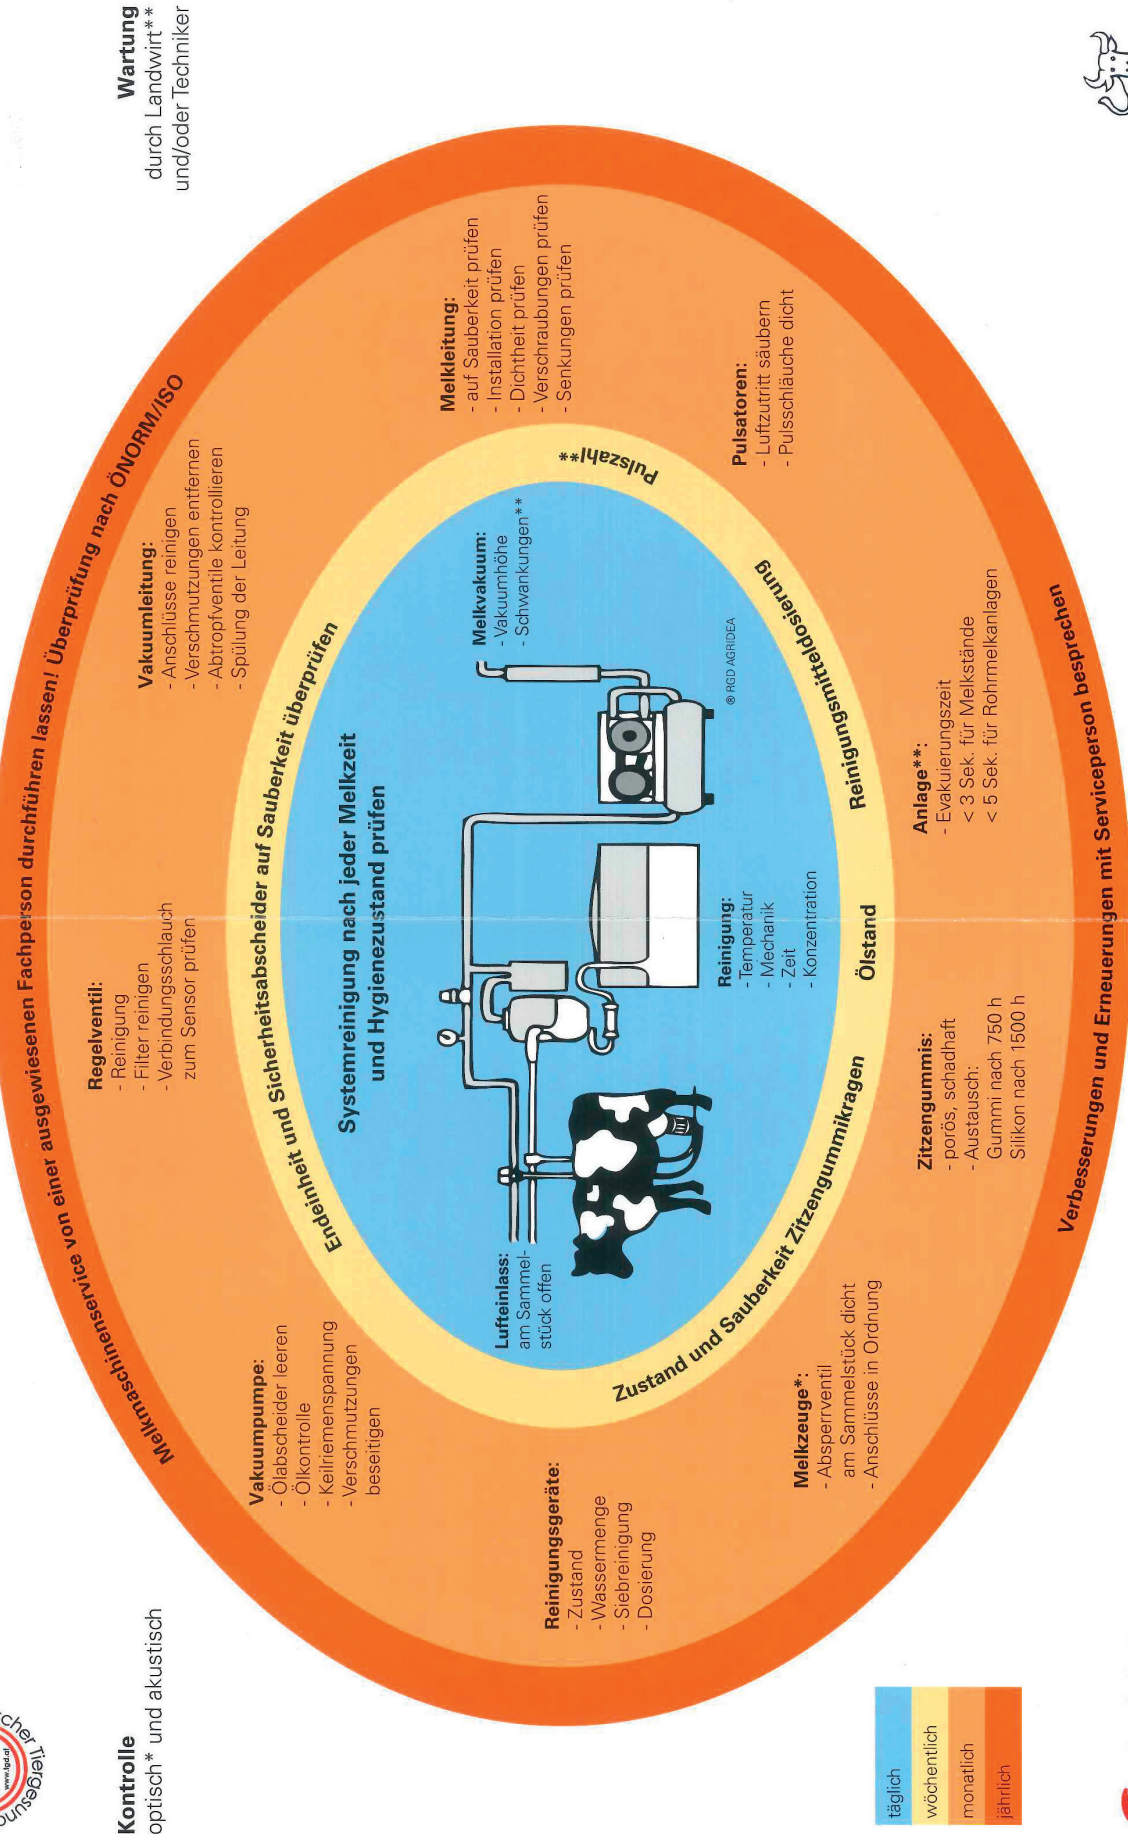 Kontrolle
optisch* und akustisch
Wartung
durch Landwirt**
und/oder Techniker
www.tgd.at
Melkmaschinenservice von einer ausgewiesenen Fachperson durchführen lassen! Überprüfung nach ÖNORM/ISO
Regelventil:
- Reinigung
- Filter reinigen
- Verbindungsschlauch
zum Sensor prüfen
Vakuumleitung:
- Anschlüsse reinigen
- Verschmutzungen entfernen
- Abtropfventile kontrollieren
- Spülung der Leitung
Vakuumpumpe:
- Ölabscheider leeren
- Ölkontrolle
- Keilriemenspannung
- Verschmutzungen
beseitigen
Melkleitung:
- auf Sauberkeit prüfen
- Installation prüfen
- Dichtheit prüfen
- Verschraubungen prüfen
- Senkungen prüfen
Endeinheit und Sicherheitsabscheider auf Sauberkeit überprüfen
Systemreinigung nach jeder Melkzeit
und Hygienezustand prüfen
Melkvakuum:
- Vakuumhöhe
- Schwankungen**
Lufteinlass:
am Sammel-
stück offen
Pulszahl**
® RGD AGRIDEA
Reinigung:
- Temperatur
- Mechanik
- Zeit
- Konzentration
Zustand und Sauberkeit Zitzengummikragen
Ölstand
Reinigungsmitteldosierung
Reinigungsgeräte:
- Zustand
- Wassermenge
- Siebreinigung
- Dosierung
Pulsatoren:
- Luftzutritt säubern
- Pulsschläuche dicht
Melkzeuge*:
- Absperrventil
am Sammelstück dicht
- Anschlüsse in Ordnung
Zitzengummis:
- porös, schadhaft
- Austausch:
Gummi nach 750 h
Silikon nach 1500 h
Anlage**:
- Evakuierungszeit
< 3 Sek. für Melkstände
< 5 Sek. für Rohrmelkanlagen
Verbesserungen und Erneuerungen mit Serviceperson besprechen
täglich
wöchentlich
monatlich
jährlich